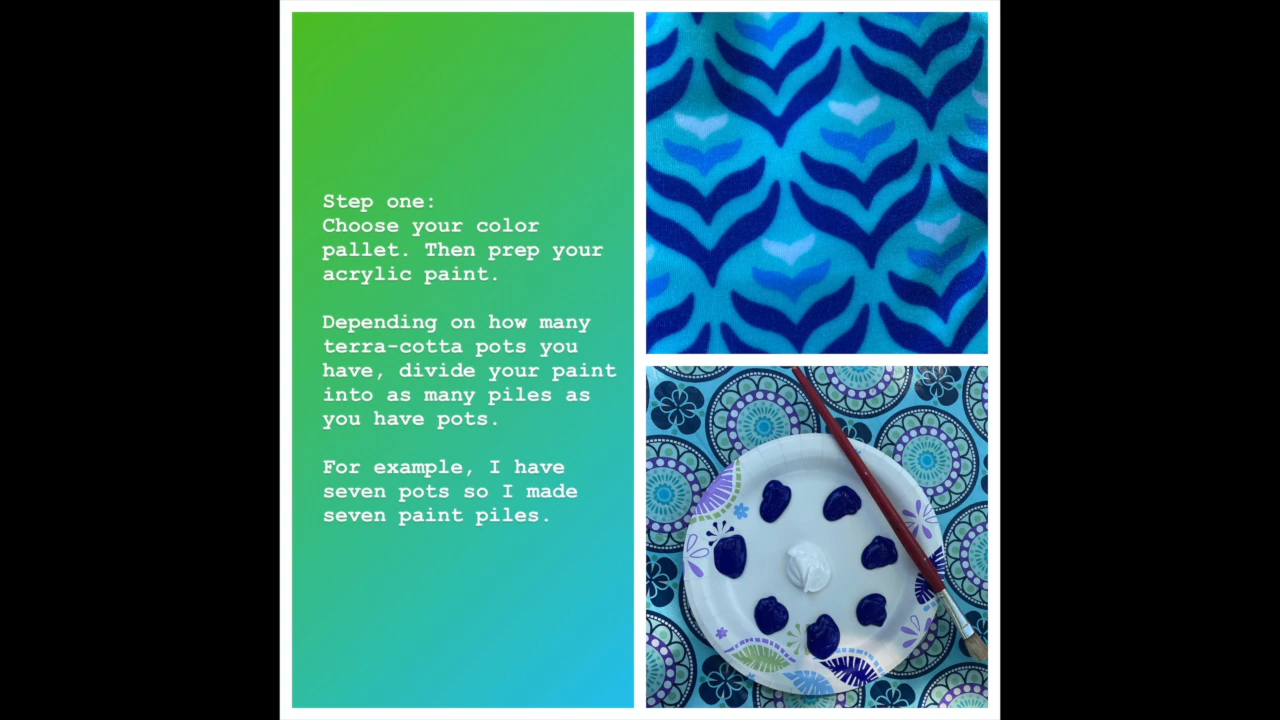 Step one:
Choose your color
pallet. Then prep your
acrylic paint.
Depending on how many
terra-cotta pots you
have, divide your paint
into as many piles as
you have pots.
For example, I have
seven pots so I made
seven paint piles.